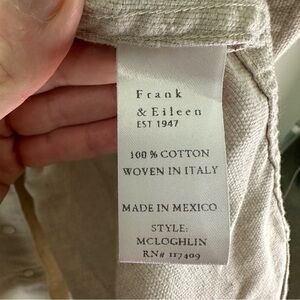 Frank
& Eileen
EST 1947
100 % COTTON
WOVEN IN ITALY
MADE IN MEXICO
STYLE:
MCLOGHLIN
RN# 117409